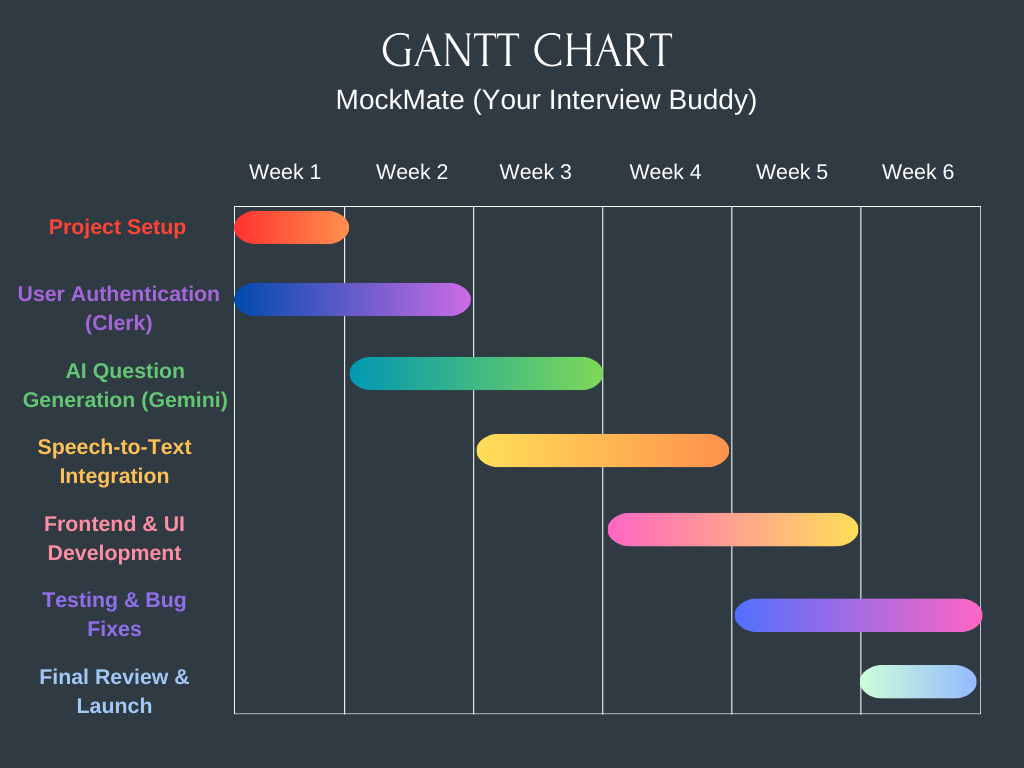 GANTT CHART
MockMate (Your Interview Buddy)
Week 1 Week 2 Week 3 Week 4 Week 5 Week 6
Project Setup
User Authentication
(Clerk)
AI Question
Generation (Gemini)
Speech-to-Text
Integration
Frontend & UI
Development
Testing & Bug
Fixes
Final Review &
Launch